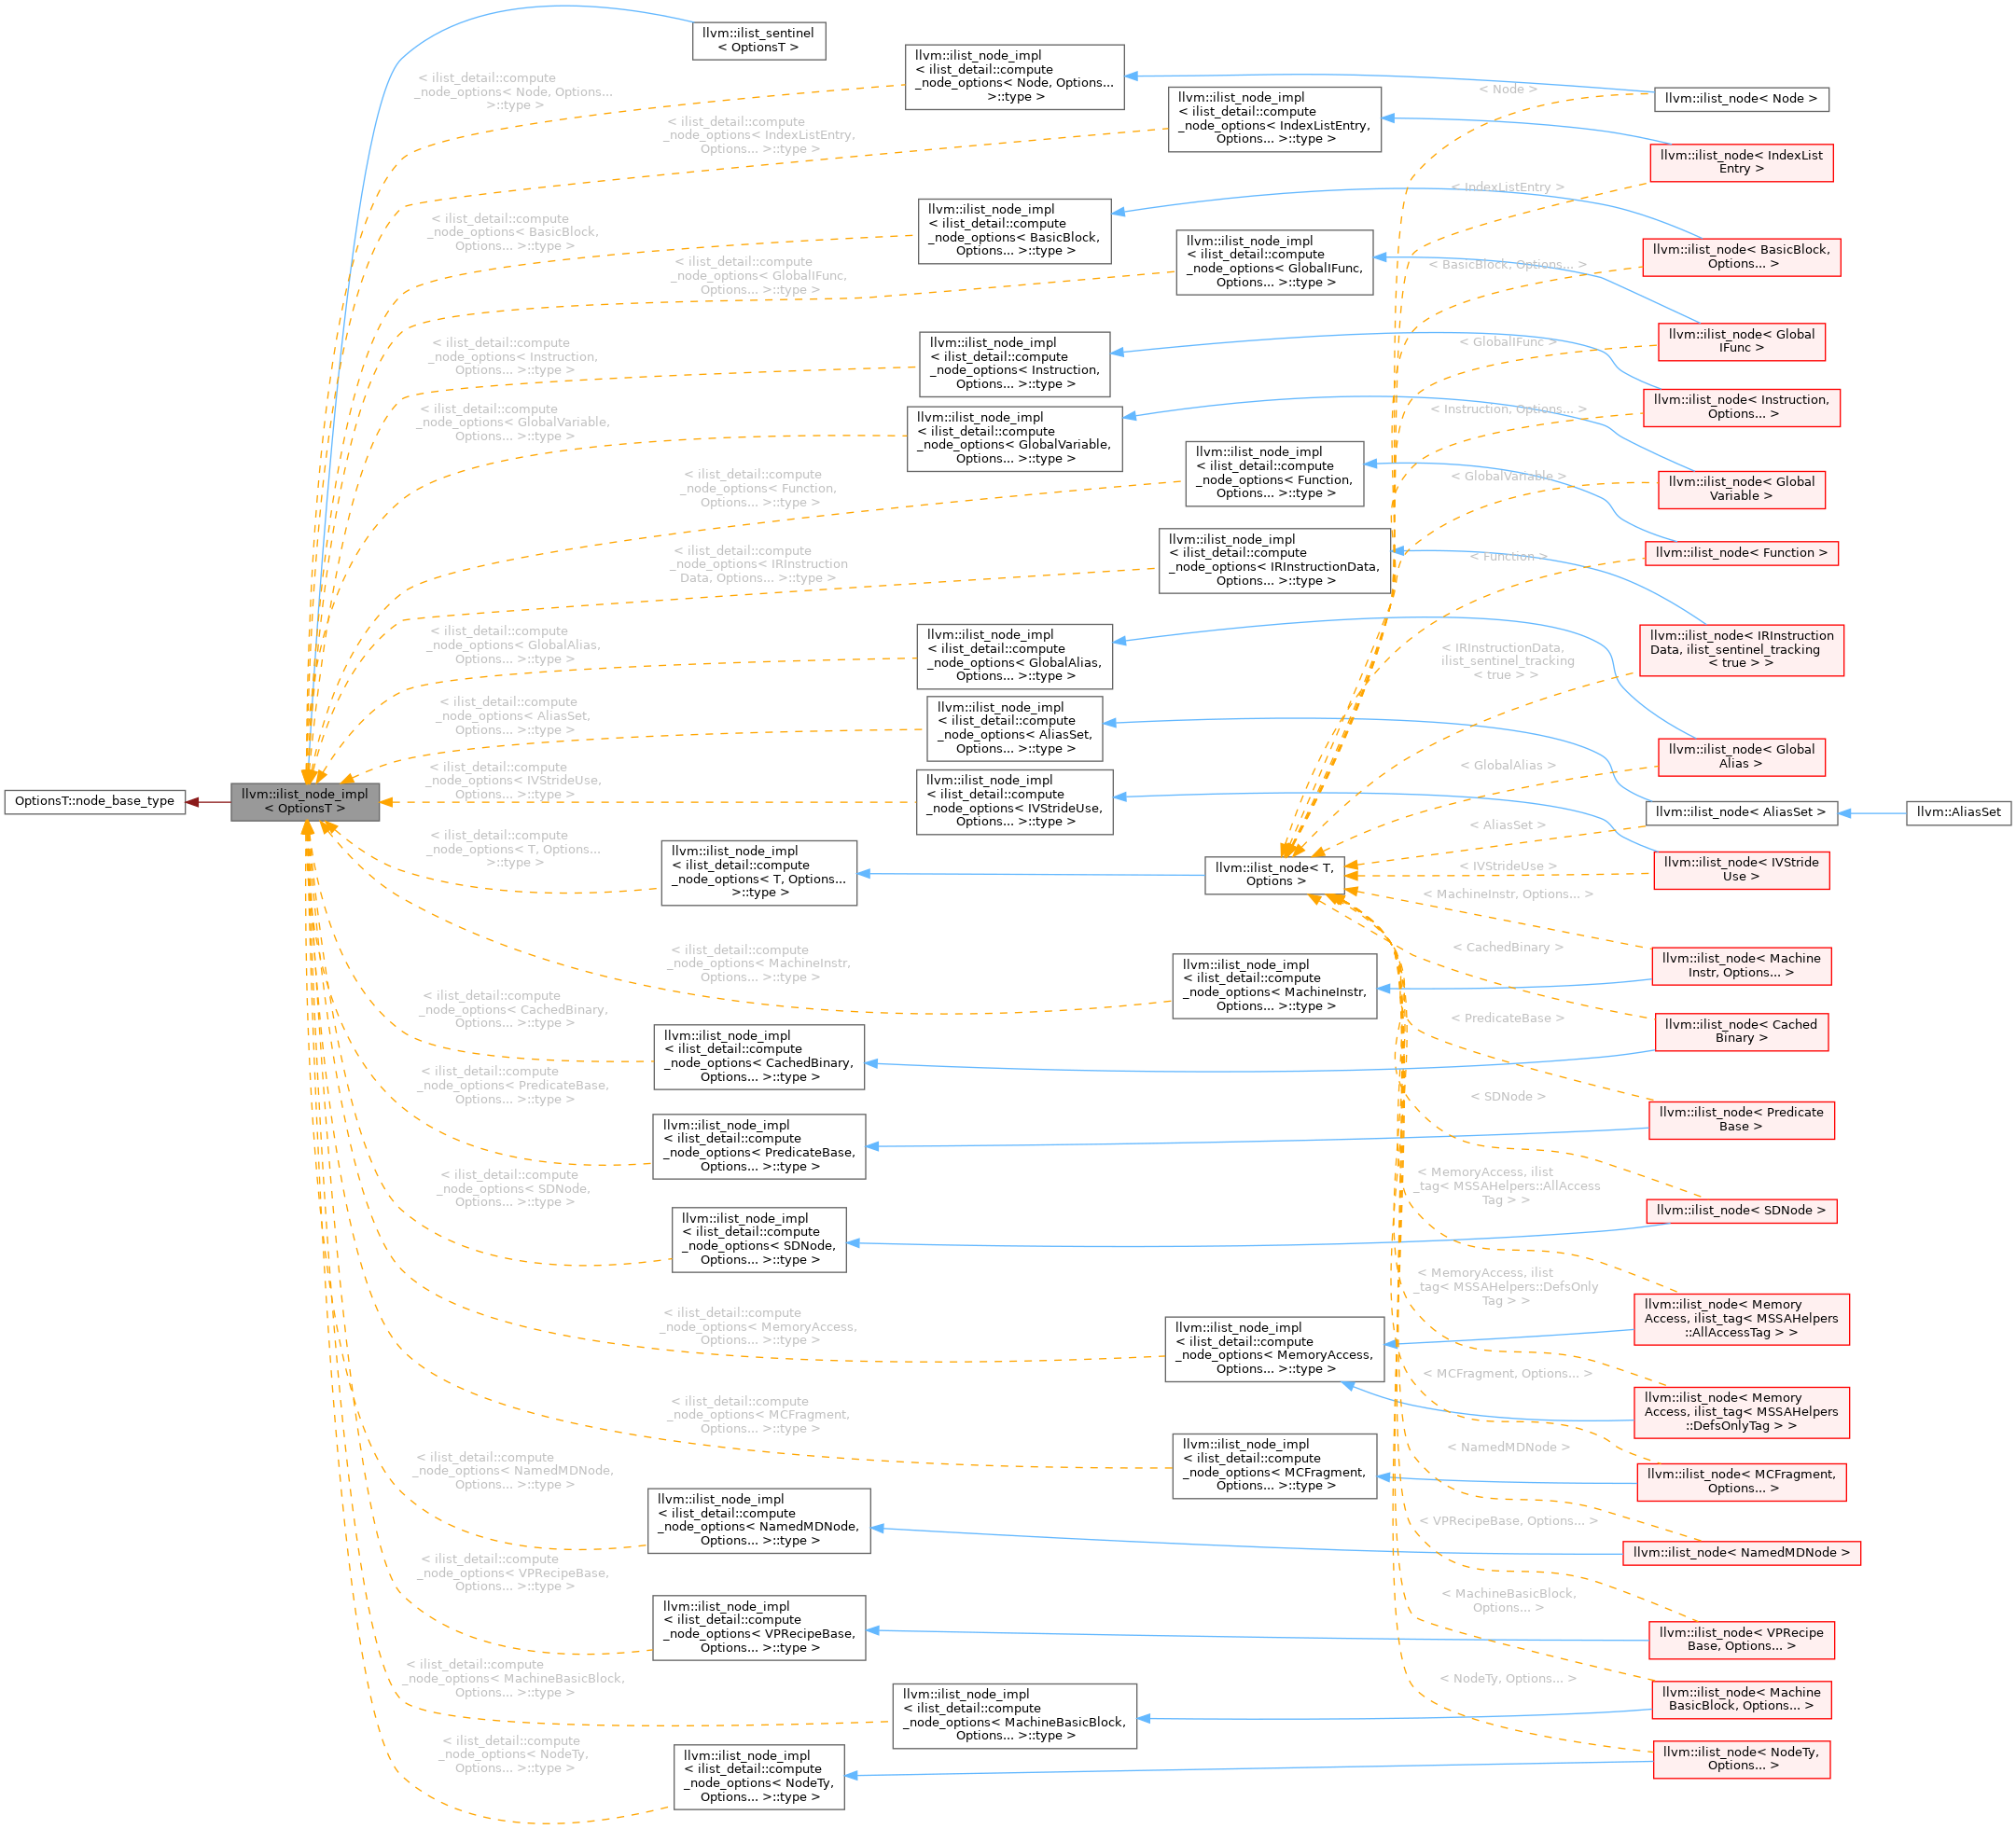 OptionsT::node_base_type
llvm::ilist_node_impl
< OptionsT >
llvm::ilist_sentinel
< OptionsT >
< ilist_detail::compute
_node_options< Node, Options...
>::type >
llvm::ilist_node_impl
< ilist_detail::compute
_node_options< Node, Options...
>::type >
< Node >
llvm::ilist_node< Node >
< ilist_detail::compute
_node_options< IndexListEntry,
Options... >::type >
llvm::ilist_node_impl
< ilist_detail::compute
_node_options< IndexListEntry,
Options... >::type >
< IndexListEntry >
llvm::ilist_node< IndexList
Entry >
< ilist_detail::compute
_node_options< BasicBlock,
Options... >::type >
llvm::ilist_node_impl
< ilist_detail::compute
_node_options< BasicBlock,
Options... >::type >
< BasicBlock, Options... >
llvm::ilist_node< BasicBlock,
Options... >
< ilist_detail::compute
_node_options< GlobalIFunc,
Options... >::type >
llvm::ilist_node_impl
< ilist_detail::compute
_node_options< GlobalIFunc,
Options... >::type >
< GlobalIFunc >
llvm::ilist_node< Global
IFunc >
< ilist_detail::compute
_node_options< Instruction,
Options... >::type >
llvm::ilist_node_impl
< ilist_detail::compute
_node_options< Instruction,
Options... >::type >
< Instruction, Options... >
llvm::ilist_node< Instruction,
Options... >
< ilist_detail::compute
_node_options< GlobalVariable,
Options... >::type >
llvm::ilist_node_impl
< ilist_detail::compute
_node_options< GlobalVariable,
Options... >::type >
< GlobalVariable >
llvm::ilist_node< Global
Variable >
< ilist_detail::compute
_node_options< Function,
Options... >::type >
llvm::ilist_node_impl
< ilist_detail::compute
_node_options< Function,
Options... >::type >
< Function >
llvm::ilist_node< Function >
< ilist_detail::compute
_node_options< IRInstruction
Data, Options... >::type >
llvm::ilist_node_impl
< ilist_detail::compute
_node_options< IRInstructionData,
Options... >::type >
< IRInstructionData,
ilist_sentinel_tracking
< true > >
llvm::ilist_node< IRInstruction
Data, ilist_sentinel_tracking
< true > >
< ilist_detail::compute
_node_options< GlobalAlias,
Options... >::type >
llvm::ilist_node_impl
< ilist_detail::compute
_node_options< GlobalAlias,
Options... >::type >
< GlobalAlias >
llvm::ilist_node< Global
Alias >
< ilist_detail::compute
_node_options< AliasSet,
Options... >::type >
llvm::ilist_node_impl
< ilist_detail::compute
_node_options< AliasSet,
Options... >::type >
< AliasSet >
llvm::ilist_node< AliasSet >
llvm::AliasSet
< ilist_detail::compute
_node_options< IVStrideUse,
Options... >::type >
llvm::ilist_node_impl
< ilist_detail::compute
_node_options< IVStrideUse,
Options... >::type >
< IVStrideUse >
llvm::ilist_node< IVStride
Use >
< ilist_detail::compute
_node_options< T, Options...
>::type >
llvm::ilist_node_impl
< ilist_detail::compute
_node_options< T, Options...
>::type >
llvm::ilist_node< T,
Options >
< ilist_detail::compute
_node_options< MachineInstr,
Options... >::type >
llvm::ilist_node_impl
< ilist_detail::compute
_node_options< MachineInstr,
Options... >::type >
< MachineInstr, Options... >
llvm::ilist_node< Machine
Instr, Options... >
< ilist_detail::compute
_node_options< CachedBinary,
Options... >::type >
llvm::ilist_node_impl
< ilist_detail::compute
_node_options< CachedBinary,
Options... >::type >
< CachedBinary >
llvm::ilist_node< Cached
Binary >
< ilist_detail::compute
_node_options< PredicateBase,
Options... >::type >
llvm::ilist_node_impl
< ilist_detail::compute
_node_options< PredicateBase,
Options... >::type >
< PredicateBase >
llvm::ilist_node< Predicate
Base >
< ilist_detail::compute
_node_options< SDNode,
Options... >::type >
llvm::ilist_node_impl
< ilist_detail::compute
_node_options< SDNode,
Options... >::type >
< SDNode >
llvm::ilist_node< SDNode >
< ilist_detail::compute
_node_options< MemoryAccess,
Options... >::type >
llvm::ilist_node_impl
< ilist_detail::compute
_node_options< MemoryAccess,
Options... >::type >
< MemoryAccess, ilist
_tag< MSSAHelpers::AllAccess
Tag > >
llvm::ilist_node< Memory
Access, ilist_tag< MSSAHelpers
::AllAccessTag > >
< MemoryAccess, ilist
_tag< MSSAHelpers::DefsOnly
Tag > >
llvm::ilist_node< Memory
Access, ilist_tag< MSSAHelpers
::DefsOnlyTag > >
< ilist_detail::compute
_node_options< MCFragment,
Options... >::type >
llvm::ilist_node_impl
< ilist_detail::compute
_node_options< MCFragment,
Options... >::type >
< MCFragment, Options... >
llvm::ilist_node< MCFragment,
Options... >
< ilist_detail::compute
_node_options< NamedMDNode,
Options... >::type >
llvm::ilist_node_impl
< ilist_detail::compute
_node_options< NamedMDNode,
Options... >::type >
< NamedMDNode >
llvm::ilist_node< NamedMDNode >
< ilist_detail::compute
_node_options< VPRecipeBase,
Options... >::type >
llvm::ilist_node_impl
< ilist_detail::compute
_node_options< VPRecipeBase,
Options... >::type >
< VPRecipeBase, Options... >
llvm::ilist_node< VPRecipe
Base, Options... >
< ilist_detail::compute
_node_options< MachineBasicBlock,
Options... >::type >
llvm::ilist_node_impl
< ilist_detail::compute
_node_options< MachineBasicBlock,
Options... >::type >
< MachineBasicBlock,
Options... >
llvm::ilist_node< Machine
BasicBlock, Options... >
< ilist_detail::compute
_node_options< NodeTy,
Options... >::type >
llvm::ilist_node_impl
< ilist_detail::compute
_node_options< NodeTy,
Options... >::type >
< NodeTy, Options... >
llvm::ilist_node< NodeTy,
Options... >